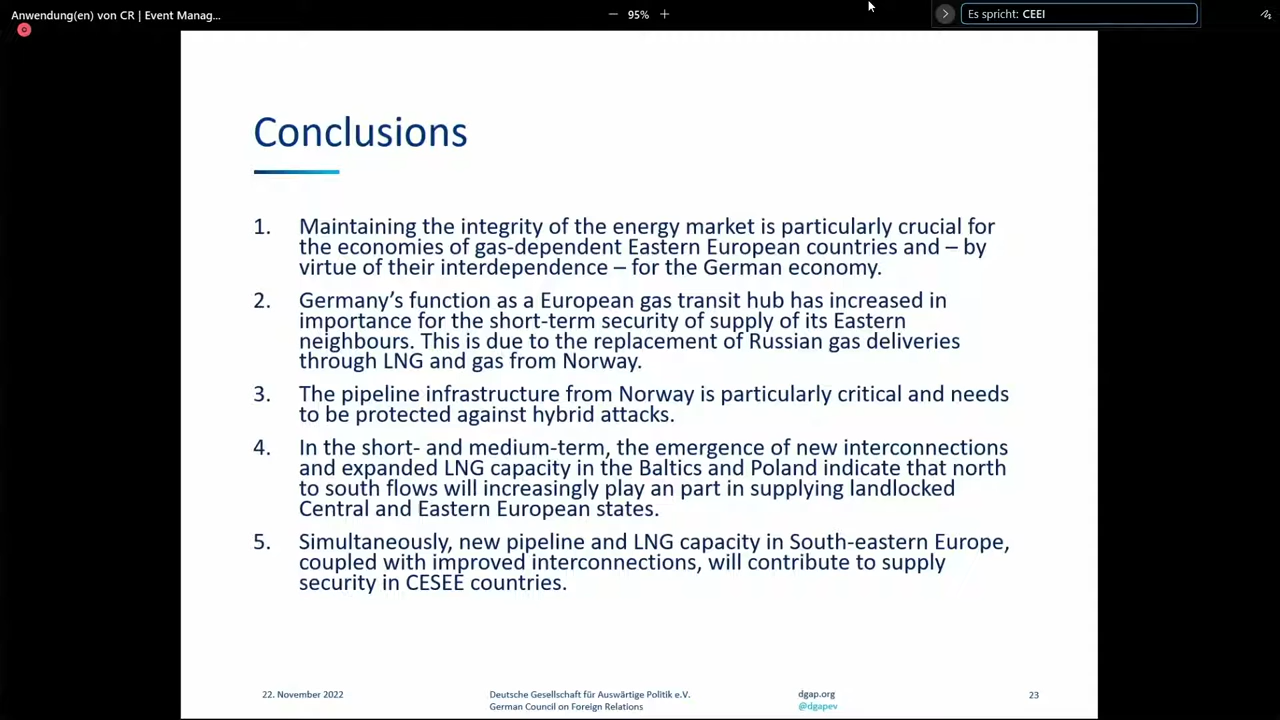 Anwendung(en) von CR | Event Manag...
95%
Es spricht: CEEI
Conclusions
1. Maintaining the integrity of the energy market is particularly crucial for
the economies of gas-dependent Eastern European countries and – by
virtue of their interdependence – for the German economy.
2. Germany's function as a European gas transit hub has increased in
importance for the short-term security of supply of its Eastern
neighbours. This is due to the replacement of Russian gas deliveries
through LNG and gas from Norway.
3. The pipeline infrastructure from Norway is particularly critical and needs
to be protected against hybrid attacks.
4. In the short- and medium-term, the emergence of new interconnections
and expanded LNG capacity in the Baltics and Poland indicate that north
to south flows will increasingly play an part in supplying landlocked
Central and Eastern European states.
5. Simultaneously, new pipeline and LNG capacity in South-eastern Europe,
coupled with improved interconnections, will contribute to supply
security in CESEE countries.
22. November 2022
Deutsche Gesellschaft für Auswärtige Politik e.V.
German Council on Foreign Relations
dgap.org
@dgapev
23